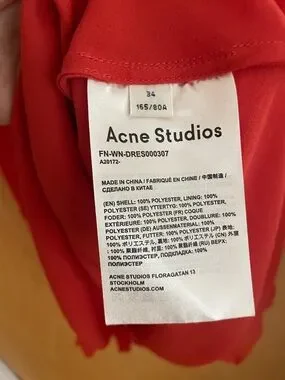 34
165/80A
Acne Studios
FN-WN-DRES000307
A20172-
MADE IN CHINA / FABRIQUÉ EN CHINE / 中国制造 /
СДЕЛАНО В КИТАЕ
(EN) SHELL: 100% POLYESTER, LINING: 100%
POLYESTER (SE) YTTERTYG: 100% POLYESTER,
FODER: 100% POLYESTER (FR) COQUE
EXTÉRIEURE: 100% POLYESTER, DOUBLURE: 100%
POLYESTER (DE) AUSSENMATERIAL: 100%
POLYESTER, FUTTER: 100% POLYESTER (JP) 表地:
100% ポリエステル, 裏地: 100% ポリエステル (CN) 外层
: 100% 聚酯纤维, 衬里: 100% 聚酯纤维 (RU) ВЕРХ:
100% ПОЛИЭСТЕР, ПОДКЛАДКА: 100%
ПОЛИЭСТЕР
ACNE STUDIOS FLORAGATAN 13
STOCKHOLM
ACNESTUDIOS.COM